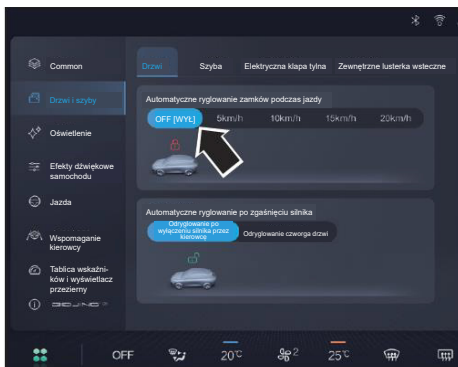 Common
Drzwi
Szyba
Elektryczna klapa tylna
Zewnętrzne lusterka wsteczne
Drzwi i szyby
Automatyczne ryglowanie zamków podczas jazdy
OFF [WYŁ]
5km/h
10km/h
15km/h
20km/h
Oświetlenie
Efekty dźwiękowe
samochodu
Jazda
Automatyczne ryglowanie po zgaśnięciu silnika
Odryglowanie po
wyłączeniu silnika przez
kierowcę
Odryglowanie czworga drzwi
Wspomaganie
kierowcy
Tablica wskaźni-
ków i wyświetlacz
przezierny
OFF
20°C
2
25°C